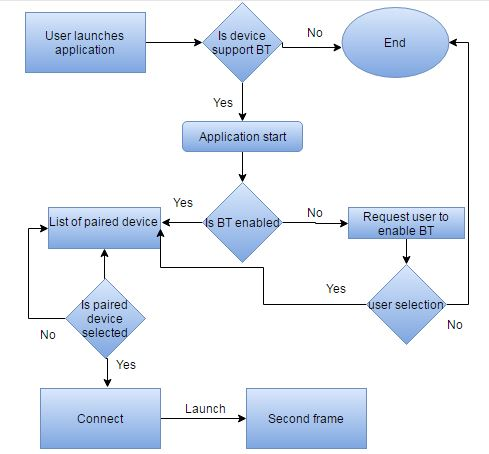 User launches
application
Is device
support BT
No
End
Yes
Application start
Yes
List of paired device
Is BT enabled
No
Request user to
enable BT
Is paired
device
selected
No
Yes
user selection
No
Yes
Connect
Launch
Second frame